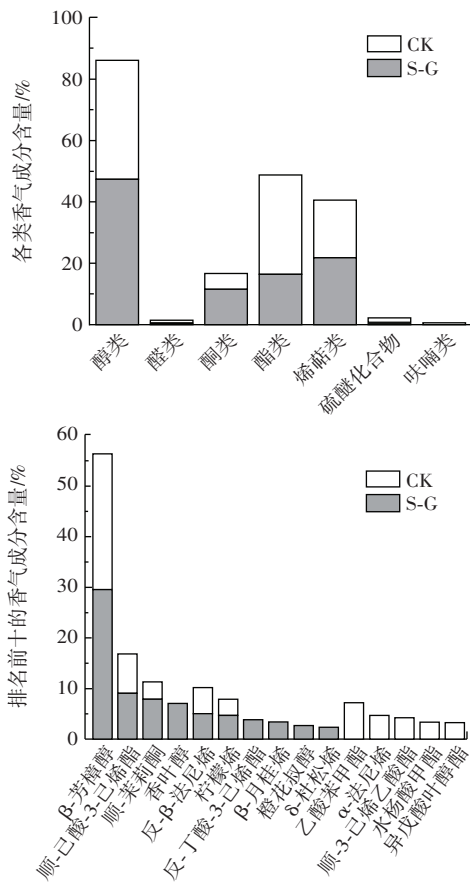 100
80
60
40
20
0
各类香气成分含量/%
CK
S-G
醇类
醛类
酮类
酯类
烯萜类
硫醚化合物
呋喃类
60
50
40
30
20
10
0
排名前十的香气成分含量/%
CK
S-G
β-芳樟醇
顺-己酸-3-己烯酯
顺-茉莉酮
香叶醇
反-β-法尼烯
柠檬烯
反-丁酸-3-己烯酯
β-月桂烯
橙花叔醇
δ-杜松烯
乙酸苯甲酯
α-法尼烯
顺-3-己烯乙酸酯
水杨酸甲酯
异戊酸叶醇酯